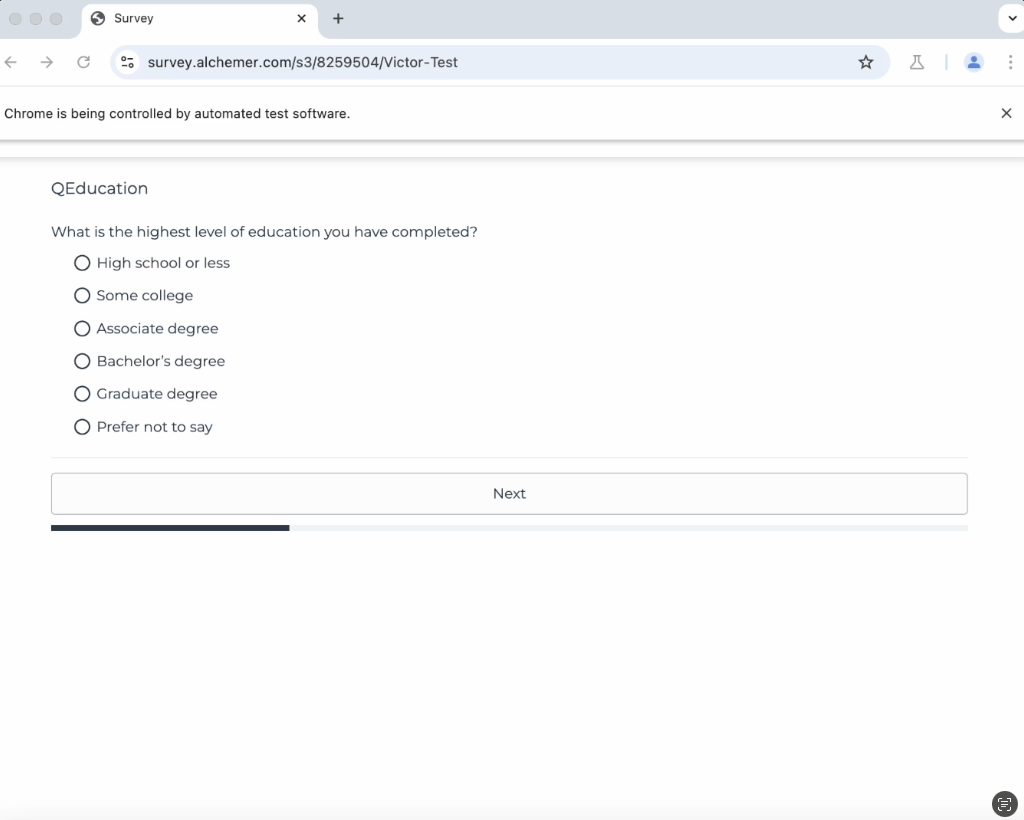 Survey
survey.alchemer.com/s3/8259504/Victor-Test
Chrome is being controlled by automated test software.
QEducation
What is the highest level of education you have completed?
High school or less
Some college
Associate degree
Bachelor’s degree
Graduate degree
Prefer not to say
Next